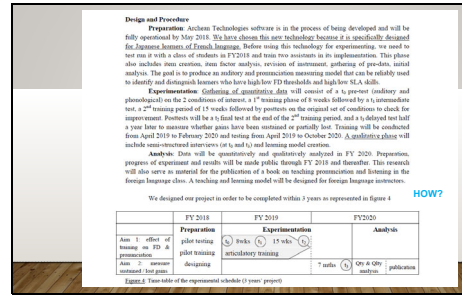 Design and Procedure
Preparation: Archean Technologies software is in the process of being developed and will be
fully operational by May 2018. We have chosen this new technology because it is specifically designed
for Japanese learners of French language. Before using this technology for experimenting, we need to
test run it with a class of students in FY2018 and train two assistants in its implementation. This phase
also includes item creation, item factor analysis, revision of instrument, gathering of pre-data, initial
analysis. The goal is to produce an auditory and pronunciation measuring model that can be reliably used
to identify and distinguish learners who have high/low FD thresholds and high/low SLA skills.
Experimentation: Gathering of quantitative data will consist of a t0 pre-test (auditory and
phonological) on the 2 conditions of interest, a 1st training phase of 8 weeks followed by a t1 intermediate
test, a 2nd training period of 15 weeks followed by posttests on the original set of conditions to check for
improvement. Posttests will be a t2 final test at the end of the 2nd training period, and a t3 delayed test half
a year later to measure whether gains have been sustained or partially lost. Training will be conducted
from April 2019 to February 2020 and testing from April 2019 to October 2020. A qualitative phase will
include semi-structured interviews (at t0 and t3) and learning model creation.
Analysis: Data will be quantitatively and qualitatively analyzed in FY 2020. Preparation,
progress of experiment and results will be made public through FY 2018 and thereafter. This research
will also serve as material for the publication of a book on teaching pronunciation and listening in the
foreign language class. A teaching and learning model will be designed for foreign language instructors.
HOW?
We designed our project in order to be completed within 3 years as represented in figure 4
FY 2018 FY 2019 FY2020
Preparation Experimentation Analysis
Aim 1: effect of training on FD & pronunciation
pilot testing t0 8wks t1 15 wks t2
pilot training articulatory training
Aim 2: measure sustained / lost gains
designing 7 mths t3 Qty & Qlty analysis publication
Figure 4: Time-table of the experimental schedule (3 years' project)